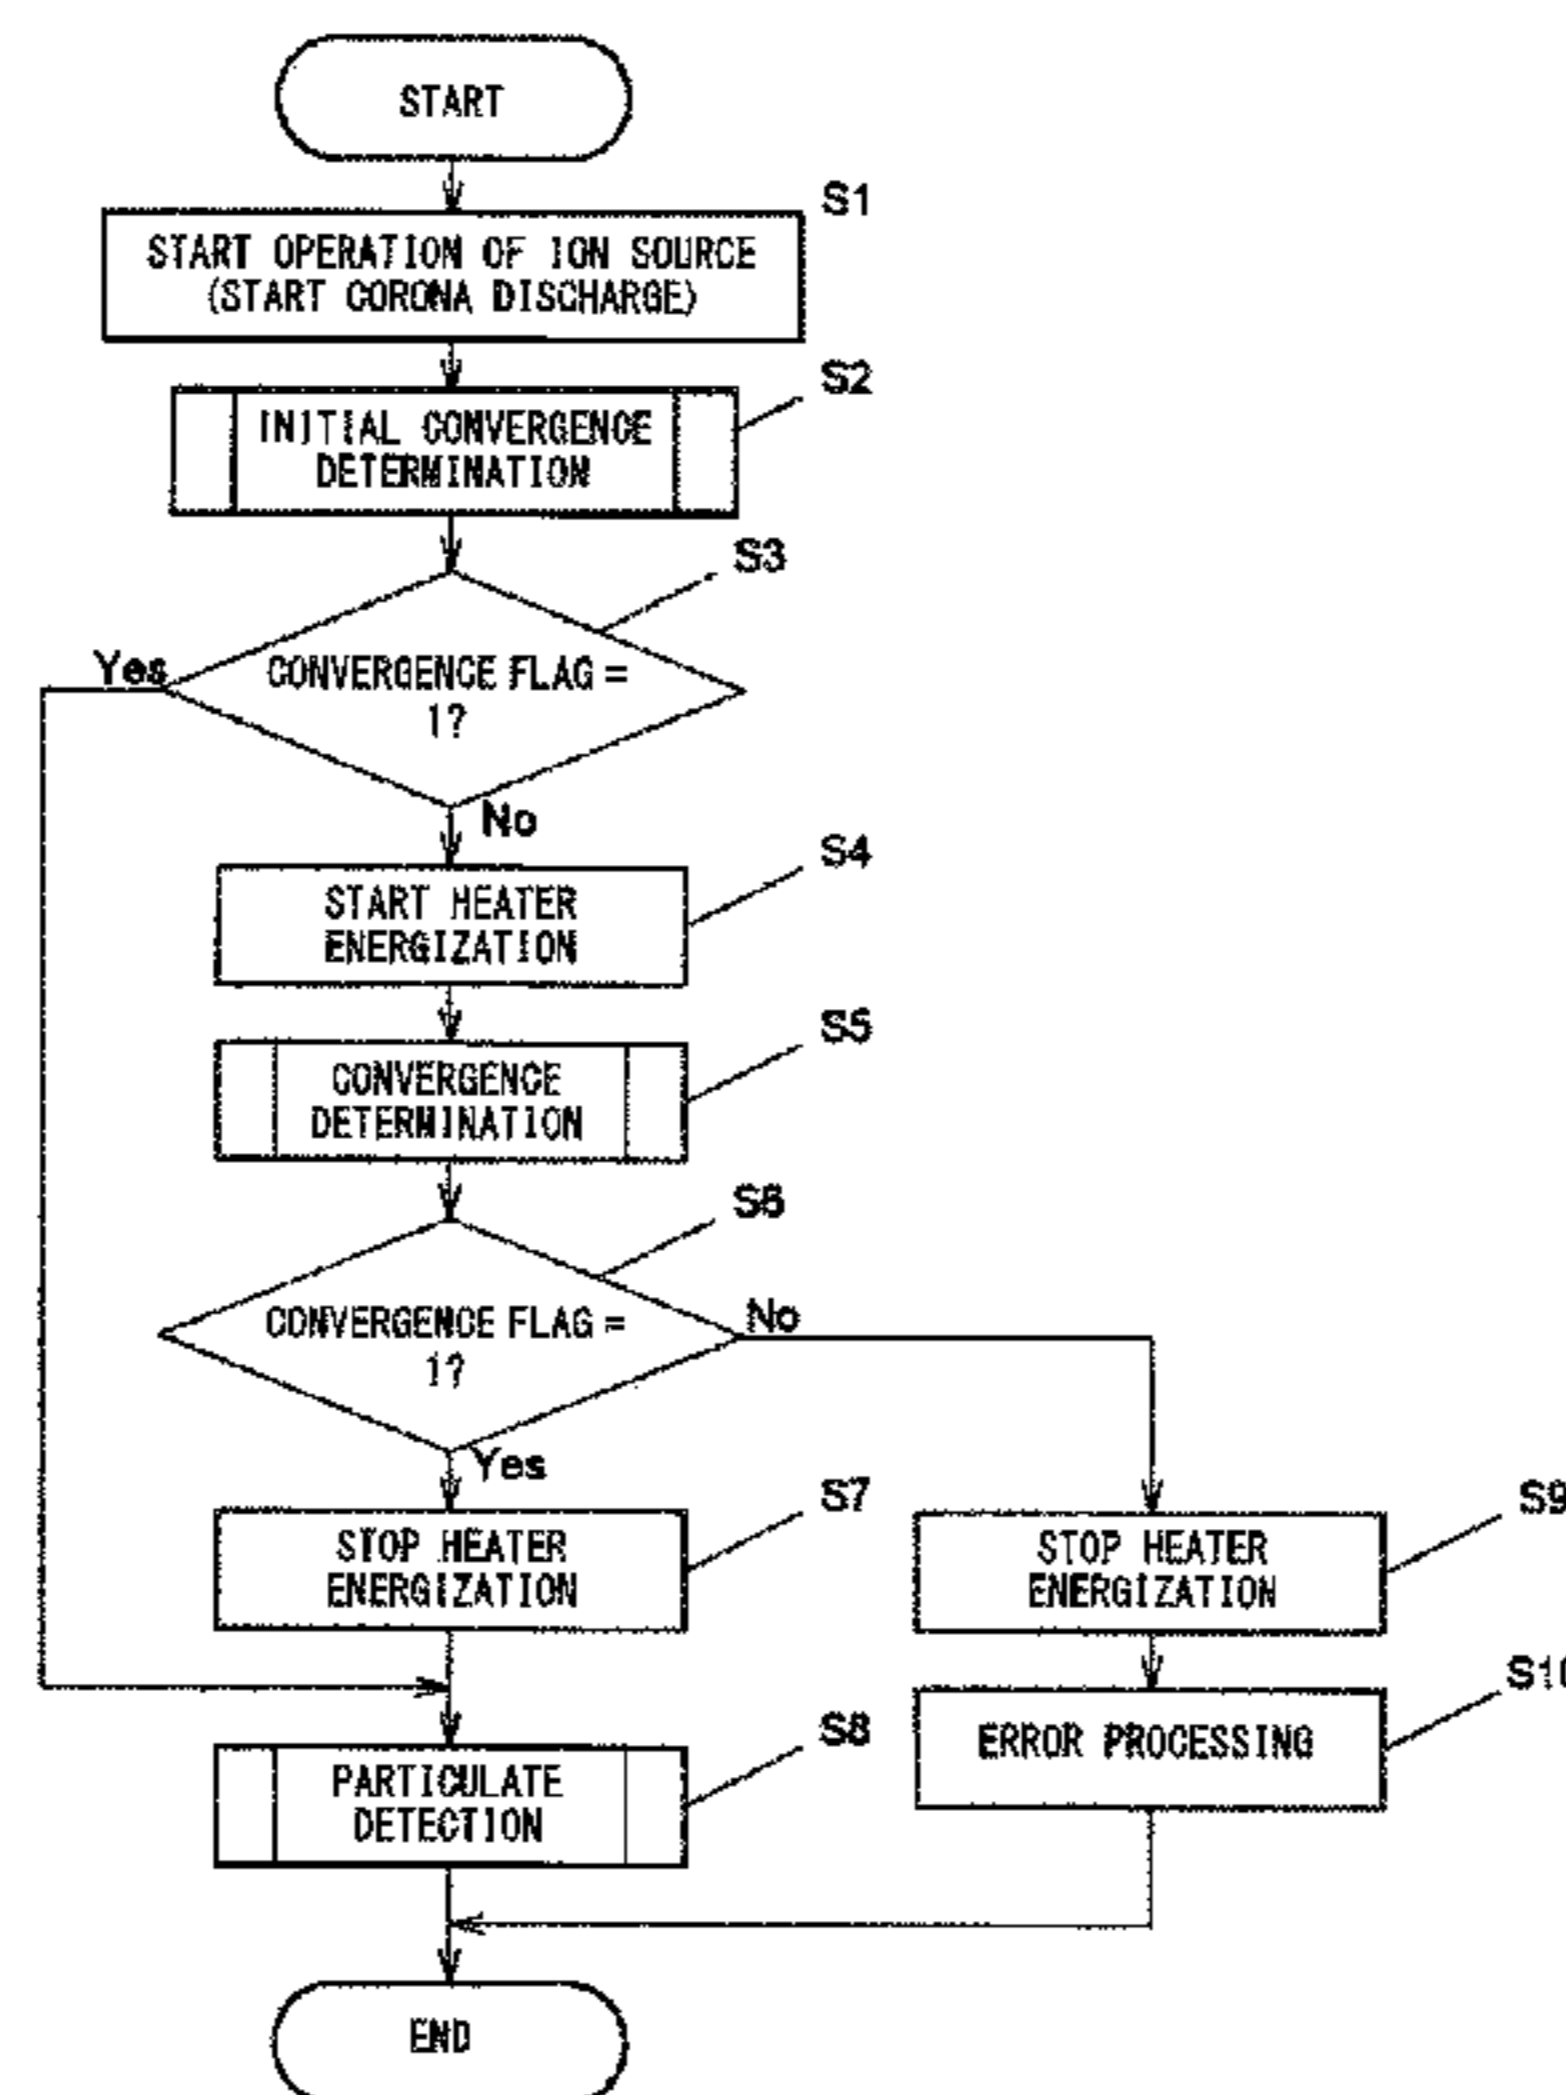 START
S1
START OPERATION OF ION SOURCE
(START CORONA DISCHARGE)
S2
INITIAL CONVERGENCE
DETERMINATION
S3
Yes
CONVERGENCE FLAG =
1?
No
S4
START HEATER
ENERGIZATION
S5
CONVERGENCE
DETERMINATION
S6
CONVERGENCE FLAG =
1?
No
Yes
S7
STOP HEATER
ENERGIZATION
S9
STOP HEATER
ENERGIZATION
S8
PARTICULATE
DETECTION
S10
ERROR PROCESSING
END